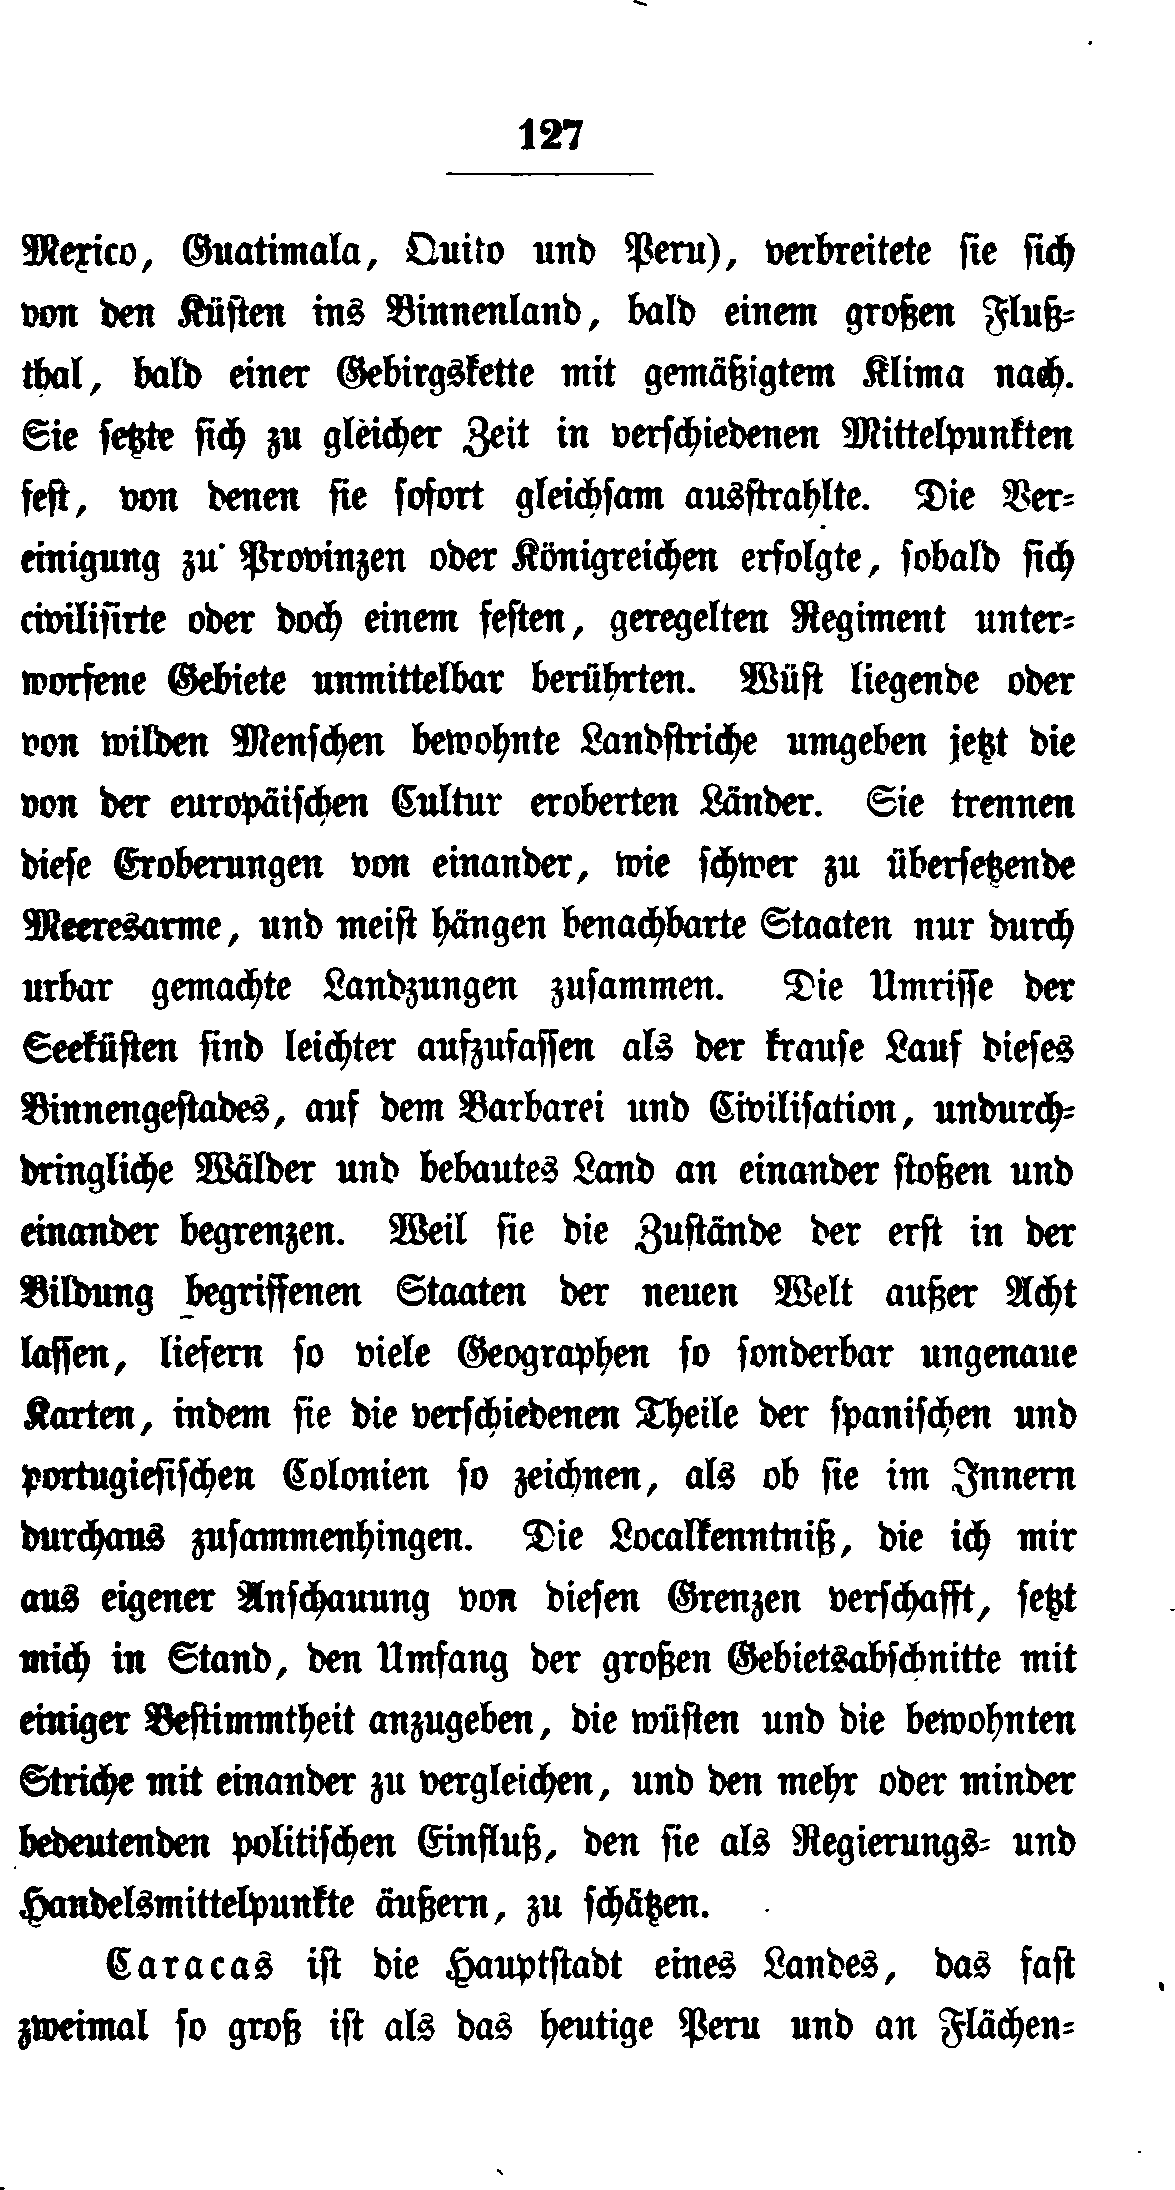 127
Mexico, Guatimala, Quito und Peru), verbreitete sie sich
von den Küsten ins Binnenland, bald einem großen Fluß-
thal, bald einer Gebirgskette mit gemäßigtem Klima nach.
Sie setzte sich zu gleicher Zeit in verschiedenen Mittelpunkten
fest, von denen sie sofort gleichsam ausstrahlte. Die Ver-
einigung zu Provinzen oder Königreichen erfolgte, sobald sich
civilisirte oder doch einem festen, geregelten Regiment unter-
worfene Gebiete unmittelbar berührten. Wüst liegende oder
von wilden Menschen bewohnte Landstriche umgeben jetzt die
von der europäischen Cultur eroberten Länder. Sie trennen
diese Eroberungen von einander, wie schwer zu übersetzende
Meeresarme, und meist hängen benachbarte Staaten nur durch
urbar gemachte Landzungen zusammen. Die Umrisse der
Seeküsten sind leichter aufzufassen als der krause Lauf dieses
Binnengestades, auf dem Barbarei und Civilisation, undurch-
dringliche Wälder und bebautes Land an einander stoßen und
einander begrenzen. Weil sie die Zustände der erst in der
Bildung begriffenen Staaten der neuen Welt außer Acht
lassen, liefern so viele Geographen so sonderbar ungenaue
Karten, indem sie die verschiedenen Theile der spanischen und
portugiesischen Colonien so zeichnen, als ob sie im Innern
durchaus zusammenhingen. Die Localkenntniß, die ich mir
aus eigener Anschauung von diesen Grenzen verschafft, setzt
mich in Stand, den Umfang der großen Gebietsabschnitte mit
einiger Bestimmtheit anzugeben, die wüsten und die bewohnten
Striche mit einander zu vergleichen, und den mehr oder minder
bedeutenden politischen Einfluß, den sie als Regierungs- und
Handelsmittelpunkte äußern, zu schätzen.
Caracas ist die Hauptstadt eines Landes, das fast
zweimal so groß ist als das heutige Peru und an Flächen-